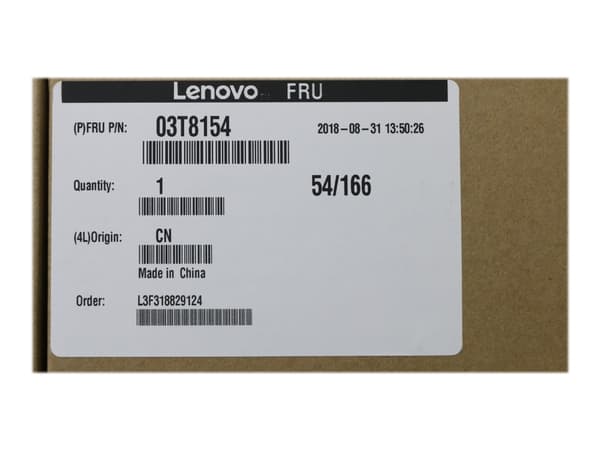 Lenovo FRU
(P)FRU P/N: 03T8154 2018-08-31 13:50:26
Quantity: 1 54/166
(4L)Origin: CN
Made in China
Order: L3F318829124